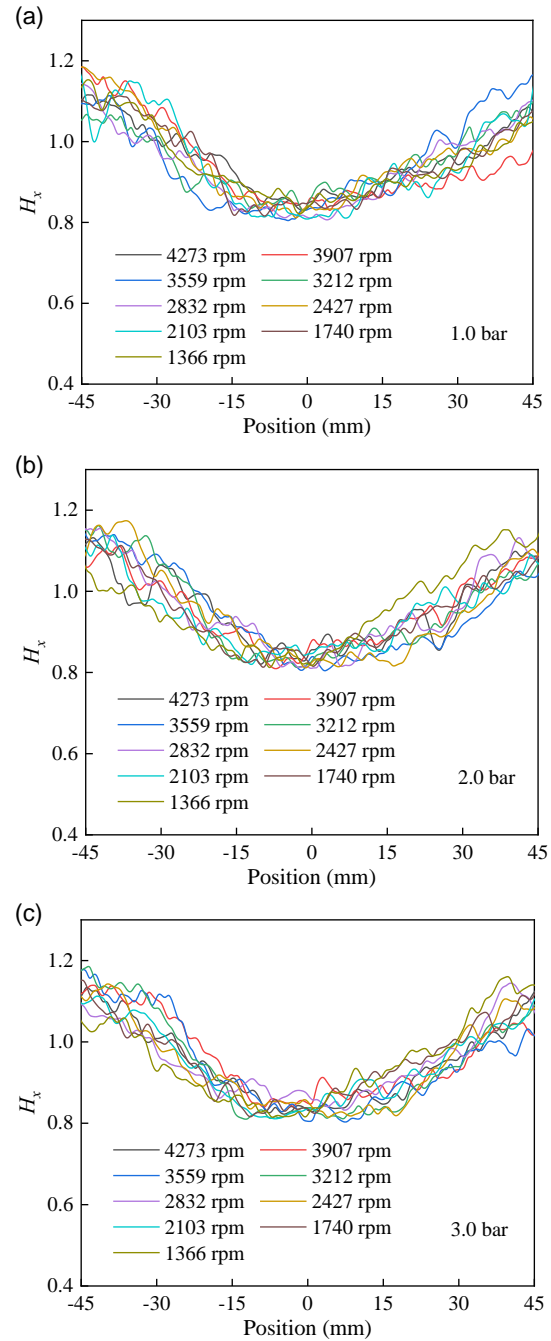 (a)
1.2
1.0
0.8
0.6
0.4
Hx
4273 rpm 3907 rpm
3559 rpm 3212 rpm
2832 rpm 2427 rpm
2103 rpm 1740 rpm
1366 rpm
1.0 bar
-45 -30 -15 0 15 30 45
Position (mm)
(b)
1.2
1.0
0.8
0.6
0.4
Hx
4273 rpm 3907 rpm
3559 rpm 3212 rpm
2832 rpm 2427 rpm
2103 rpm 1740 rpm
1366 rpm
2.0 bar
-45 -30 -15 0 15 30 45
Position (mm)
(c)
1.2
1.0
0.8
0.6
0.4
Hx
4273 rpm 3907 rpm
3559 rpm 3212 rpm
2832 rpm 2427 rpm
2103 rpm 1740 rpm
1366 rpm
3.0 bar
-45 -30 -15 0 15 30 45
Position (mm)